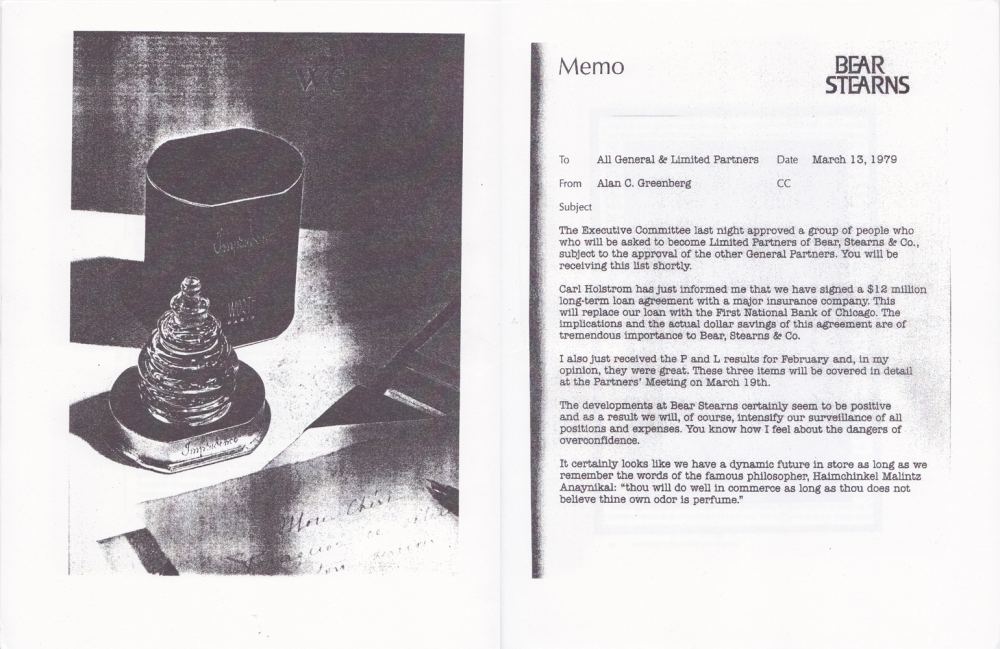 Imprudence
WORTH
Imprudence
Mon Chéri
ce
Memo
BEAR
STEARNS
To All General & Limited Partners Date March 13, 1979
From Alan C. Greenberg CC
Subject
The Executive Committee last night approved a group of people who
who will be asked to become Limited Partners of Bear, Stearns & Co.,
subject to the approval of the other General Partners. You will be
receiving this list shortly.
Carl Holstrom has just informed me that we have signed a $12 million
long-term loan agreement with a major insurance company. This
will replace our loan with the First National Bank of Chicago. The
implications and the actual dollar savings of this agreement are of
tremendous importance to Bear, Stearns & Co.
I also just received the P and L results for February and, in my
opinion, they were great. These three items will be covered in detail
at the Partners' Meeting on March 19th.
The developments at Bear Stearns certainly seem to be positive
and as a result we will, of course, intensify our surveillance of all
positions and expenses. You know how I feel about the dangers of
overconfidence.
It certainly looks like we have a dynamic future in store as long as we
remember the words of the famous philosopher, Haimchinkel Malintz
Anaynikal: "thou will do well in commerce as long as thou does not
believe thine own odor is perfume."